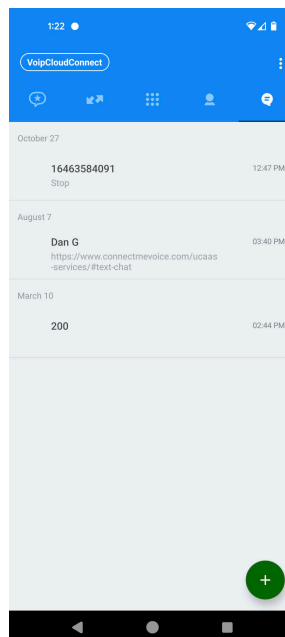 1:22
VoipCloudConnect
October 27
16463584091 12:47 PM
Stop
August 7
Dan G 03:40 PM
https://www.connectmevoice.com/ucaas
-services/#text-chat
March 10
200 02:44 PM